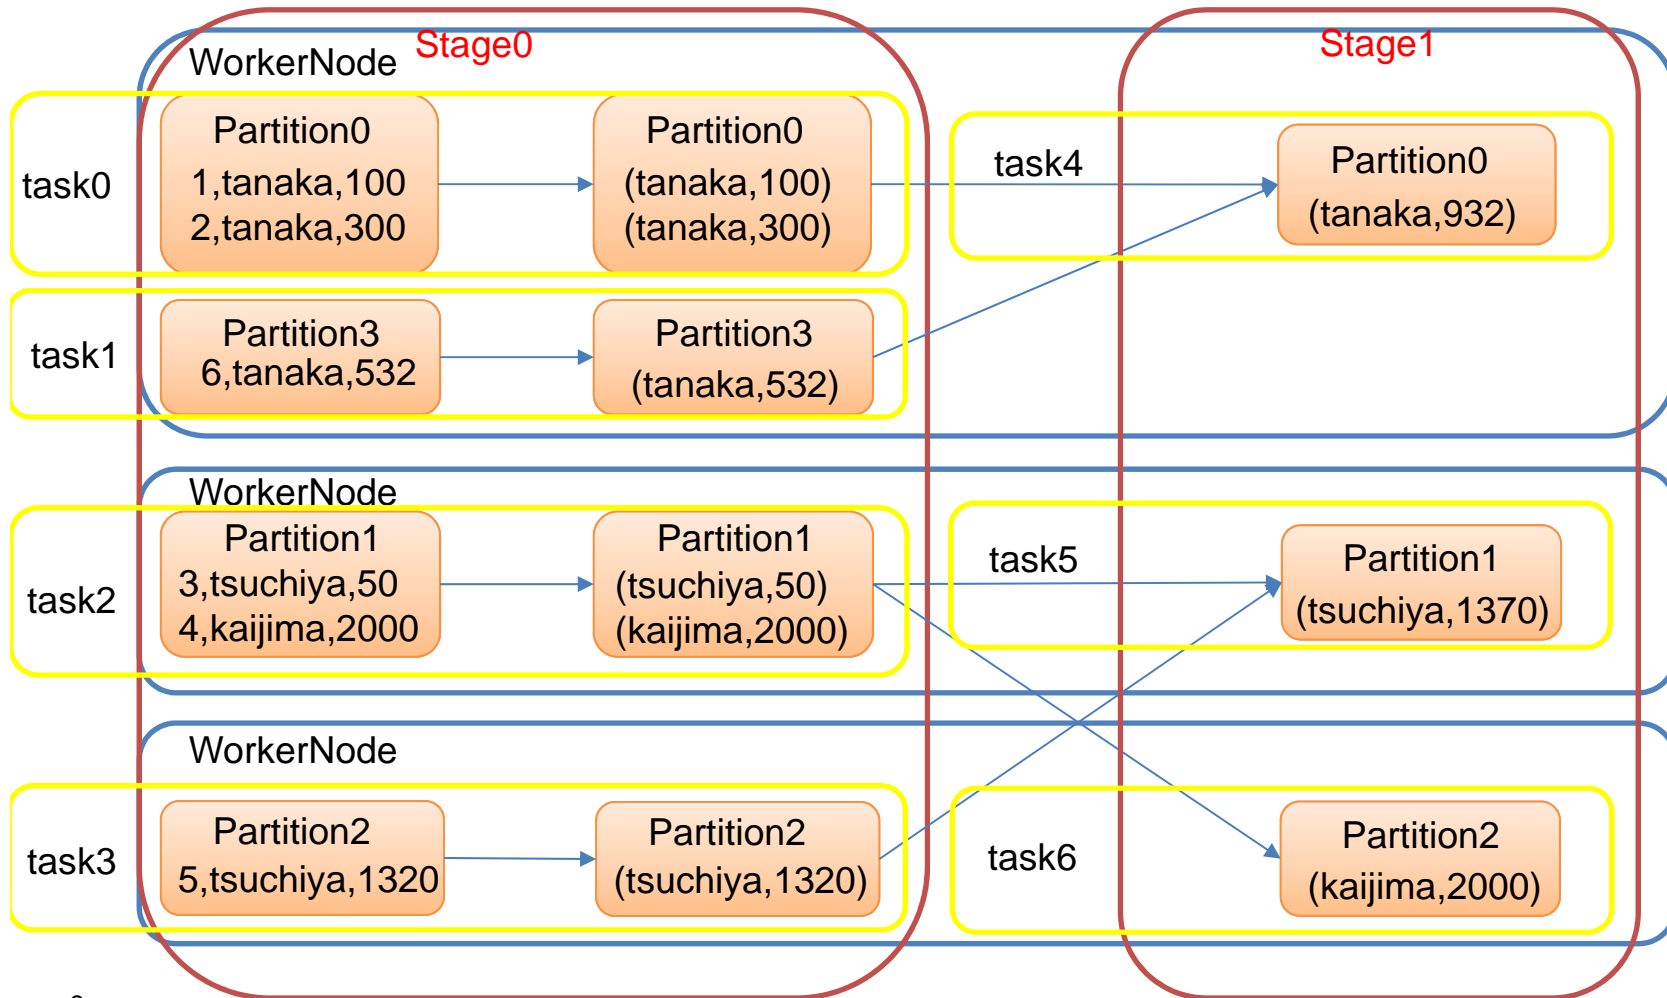 Stage0
Stage1
WorkerNode
task0
Partition0
1,tanaka,100
2,tanaka,300
Partition0
(tanaka,100)
(tanaka,300)
task4
Partition0
(tanaka,932)
task1
Partition3
6,tanaka,532
Partition3
(tanaka,532)
WorkerNode
task2
Partition1
3,tsuchiya,50
4,kaijima,2000
Partition1
(tsuchiya,50)
(kaijima,2000)
task5
Partition1
(tsuchiya,1370)
WorkerNode
task3
Partition2
5,tsuchiya,1320
Partition2
(tsuchiya,1320)
task6
Partition2
(kaijima,2000)